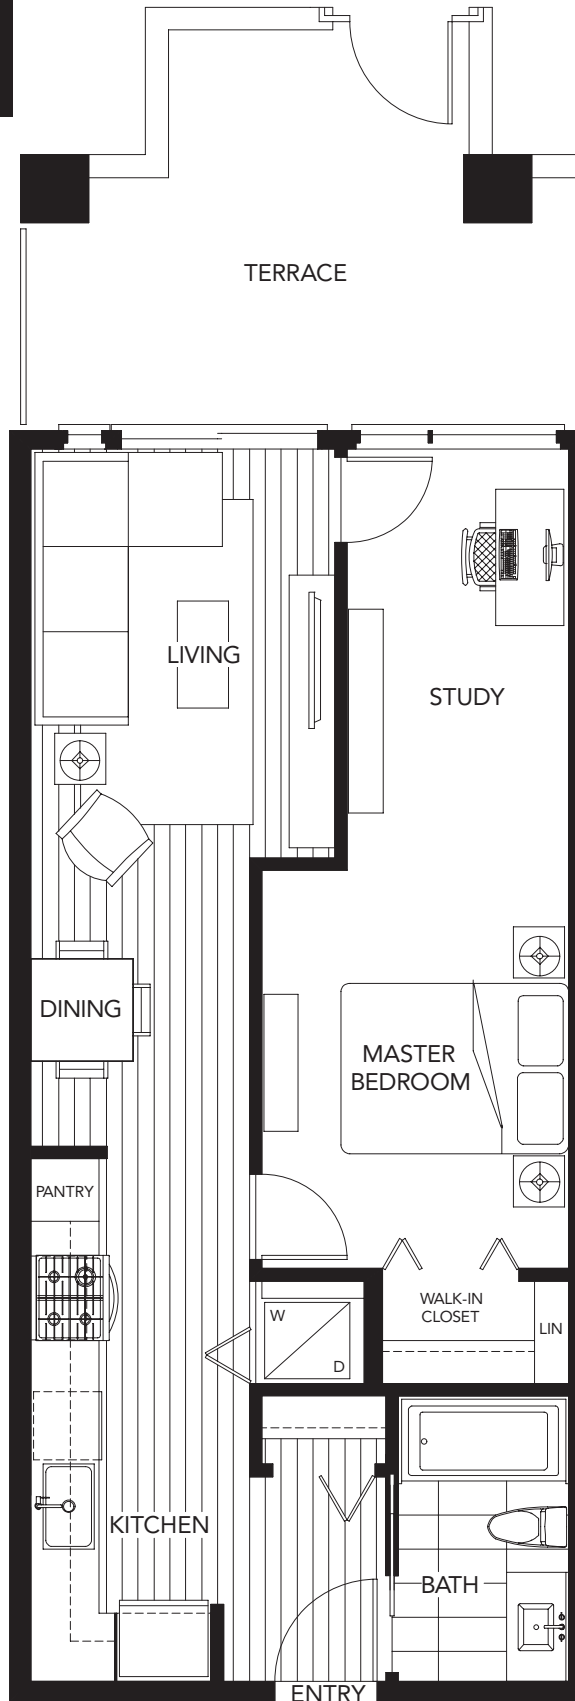 TERRACE
LIVING
STUDY
DINING
MASTER
BEDROOM
PANTRY
W
D
WALK-IN
CLOSET
LIN
KITCHEN
BATH
ENTRY